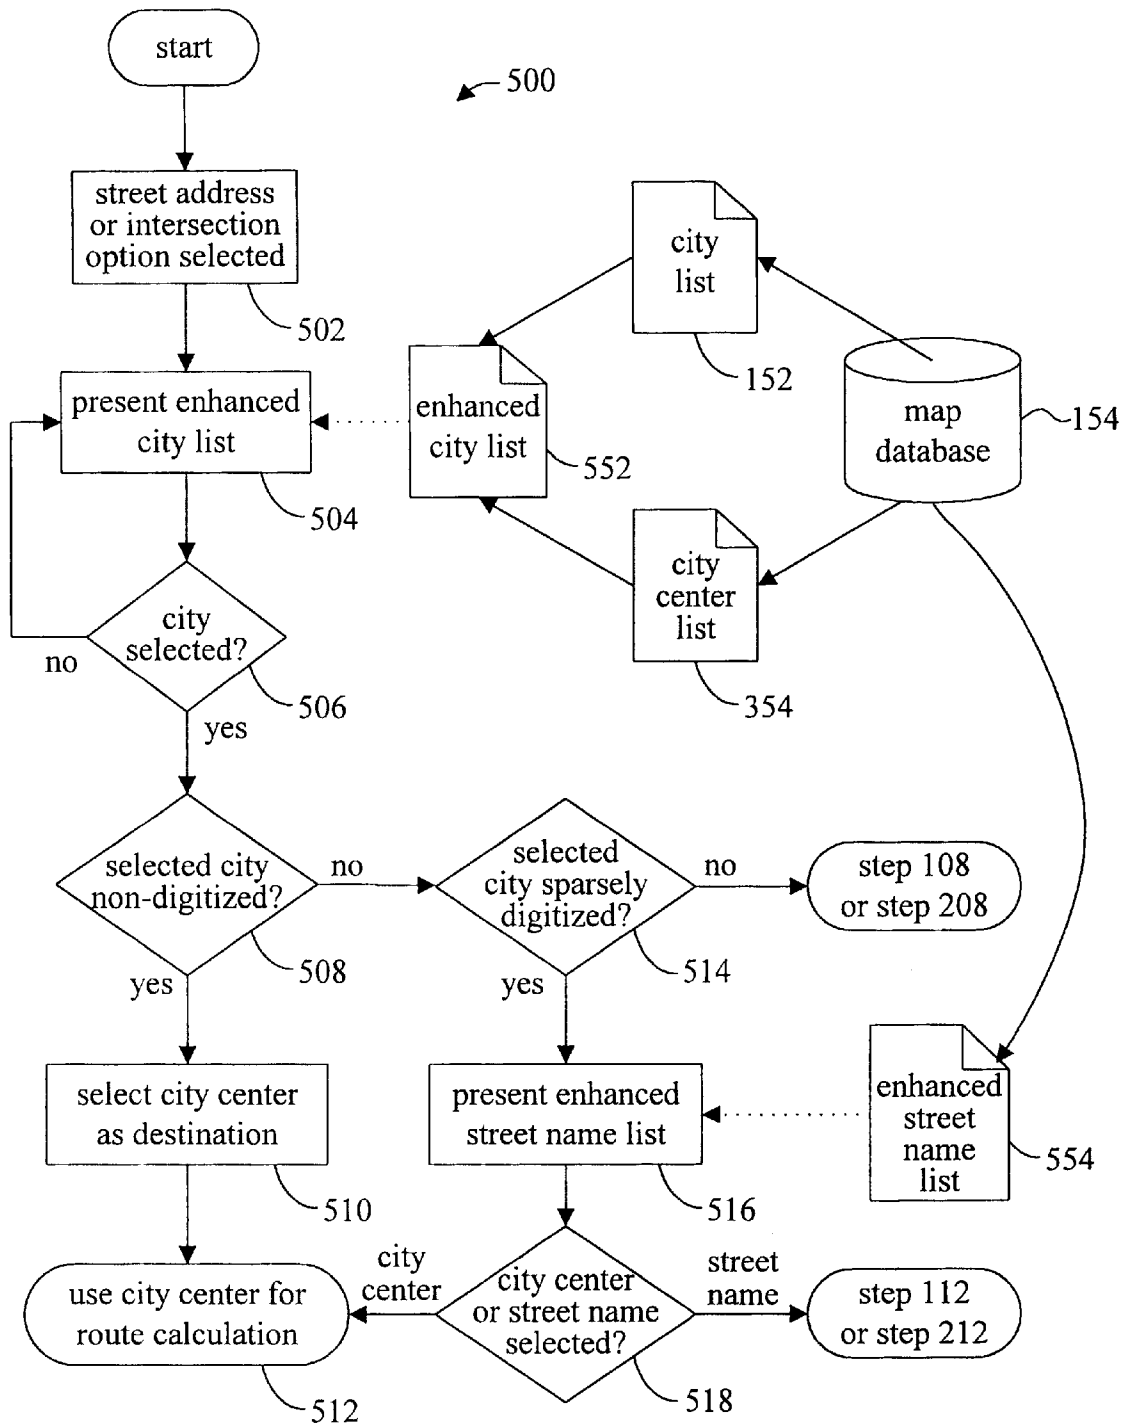 start
500
street address
or intersection
option selected
502
city
list
152
map
database
154
present enhanced
city list
504
enhanced
city list
552
city
center
list
354
city
selected?
no
506
yes
selected city
non-digitized?
no
508
yes
selected
city sparsely
digitized?
no
514
yes
step 108
or step 208
select city center
as destination
510
present enhanced
street name list
516
enhanced
street
name
list
554
use city center for
route calculation
512
city
center
city center
or street name
selected?
518
street
name
step 112
or step 212